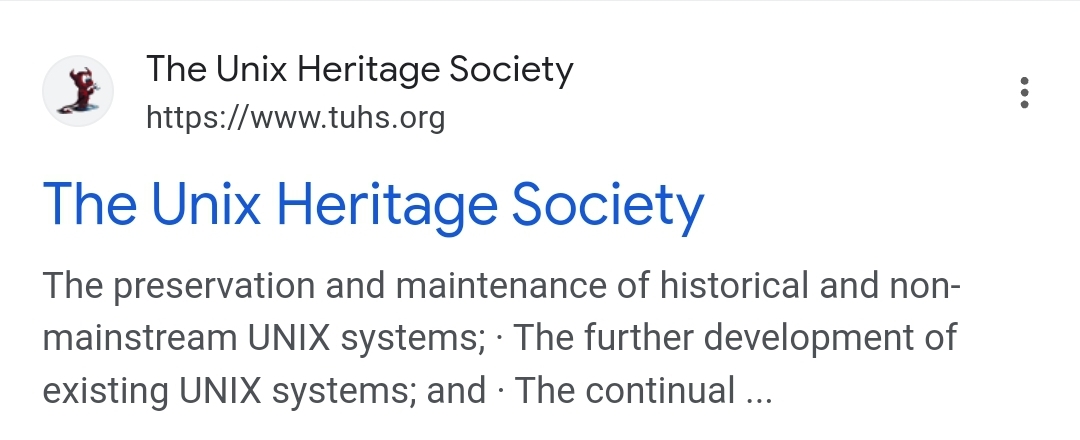 The Unix Heritage Society
https://www.tuhs.org
The Unix Heritage Society
The preservation and maintenance of historical and non-
mainstream UNIX systems; · The further development of
existing UNIX systems; and · The continual ...